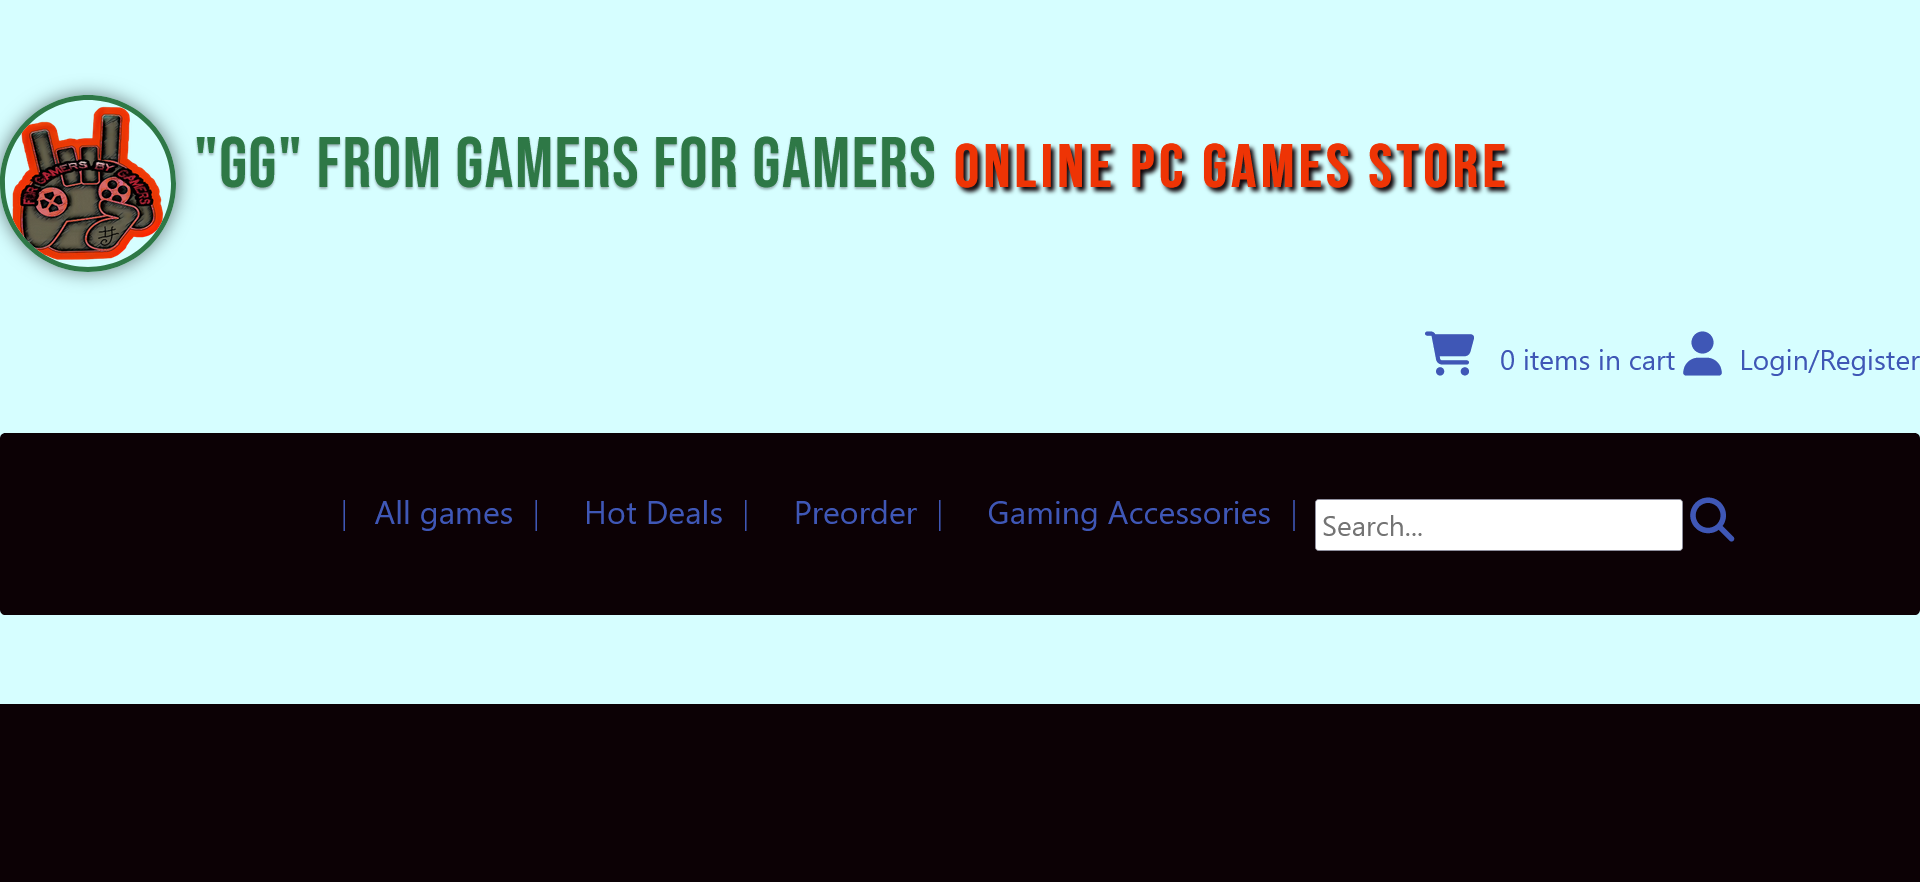 FOR GAMERS BY GAMERS
"GG" FROM GAMERS FOR GAMERS ONLINE PC GAMES STORE
0 items in cart Login/Register
| All games | Hot Deals | Preorder | Gaming Accessories | Search...